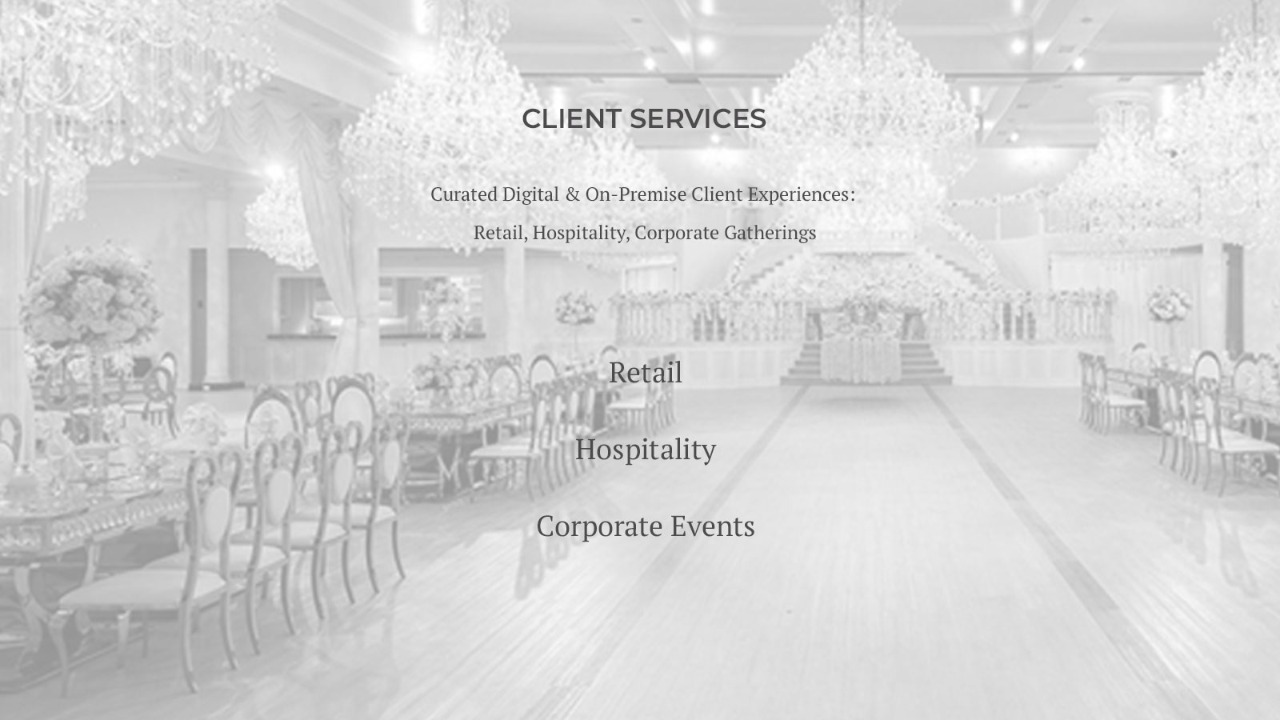 CLIENT SERVICES
Curated Digital & On-Premise Client Experiences:
Retail, Hospitality, Corporate Gatherings
Retail
Hospitality
Corporate Events